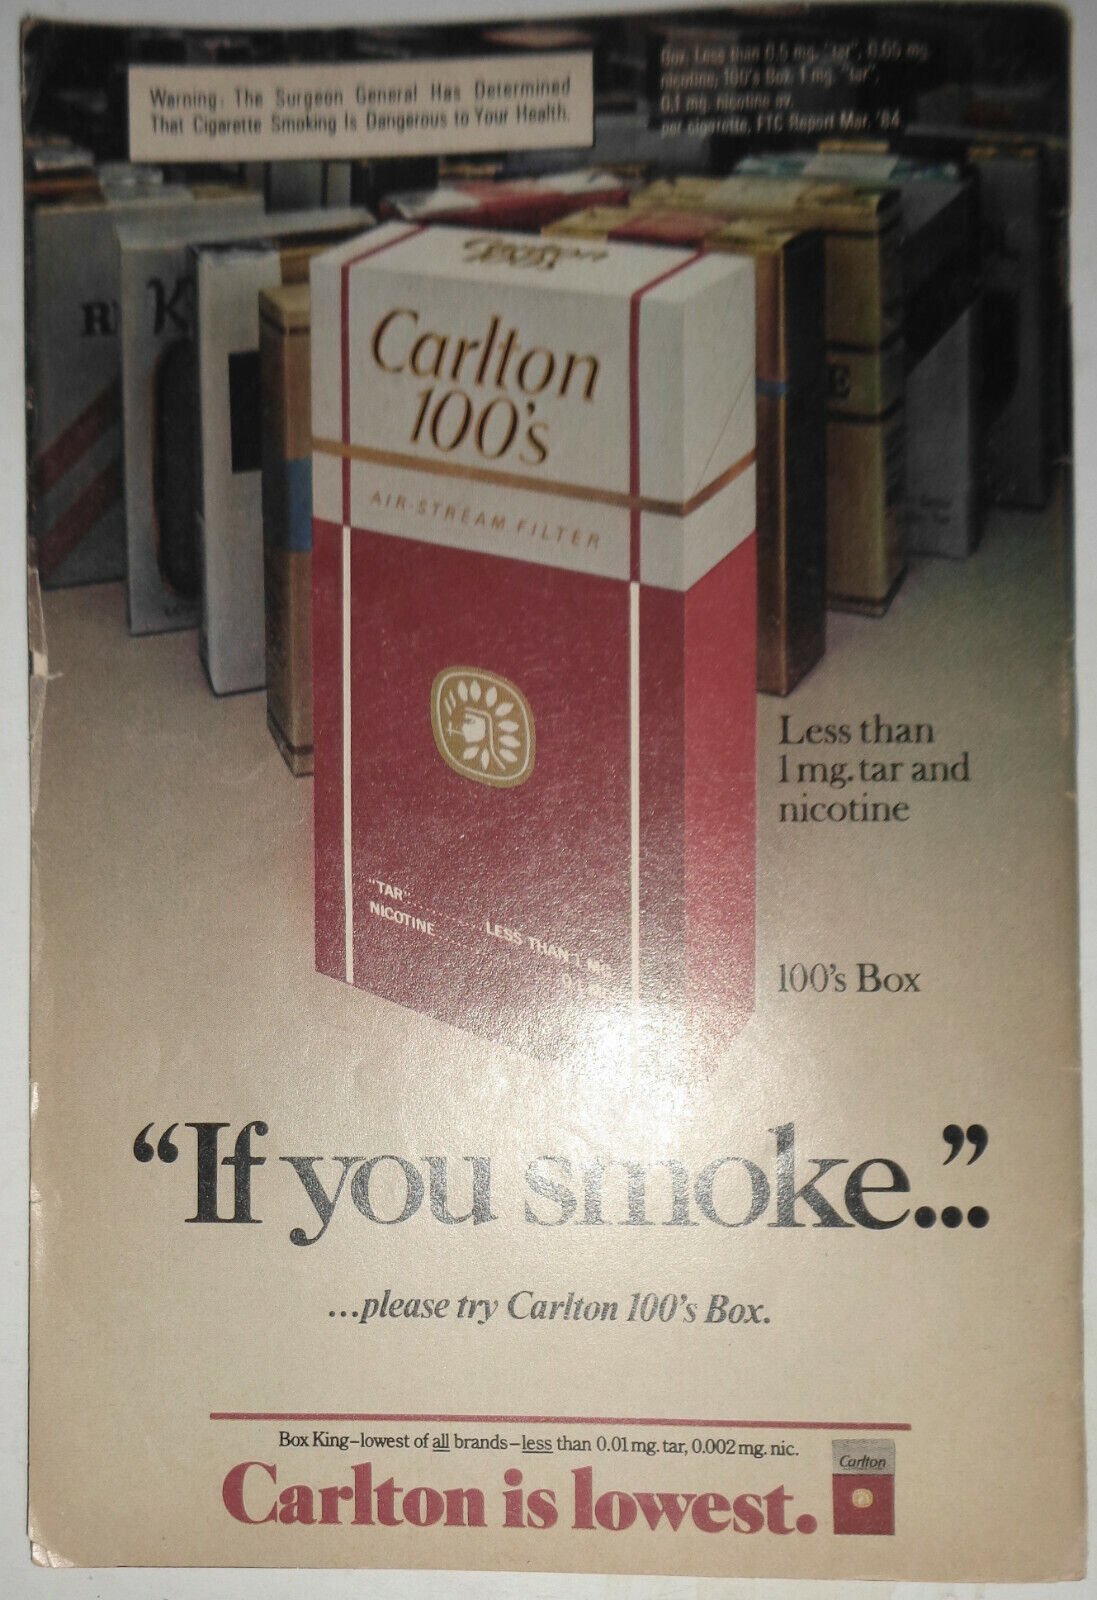 Warning: The Surgeon General Has Determined
That Cigarette Smoking Is Dangerous to Your Health.
Box: Less than 0.5 mg. "tar", 0.05 mg.
nicotine; 100's Box: 1 mg. "tar",
0.1 mg. nicotine av.
per cigarette, FTC Report Mar. '84
Carlton
100's
AIR-STREAM FILTER
E
Less than
1 mg. tar and
nicotine
"TAR"..........LESS THAN 1 MG.
NICOTINE
100's Box
"If you smoke..."
...please try Carlton 100's Box.
Box King–lowest of all brands–less than 0.01 mg. tar, 0.002 mg. nic.
Carlton is lowest.
Carlton